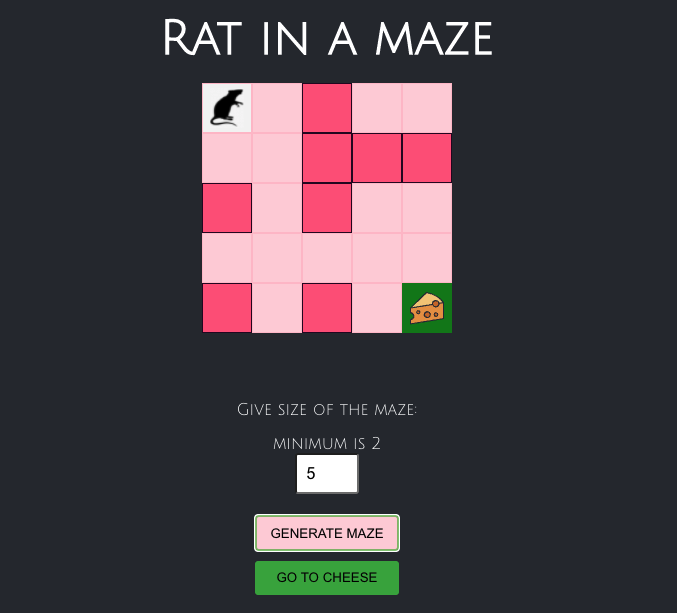 Rat in a maze
Give size of the maze:
minimum is 2
5
GENERATE MAZE
GO TO CHEESE